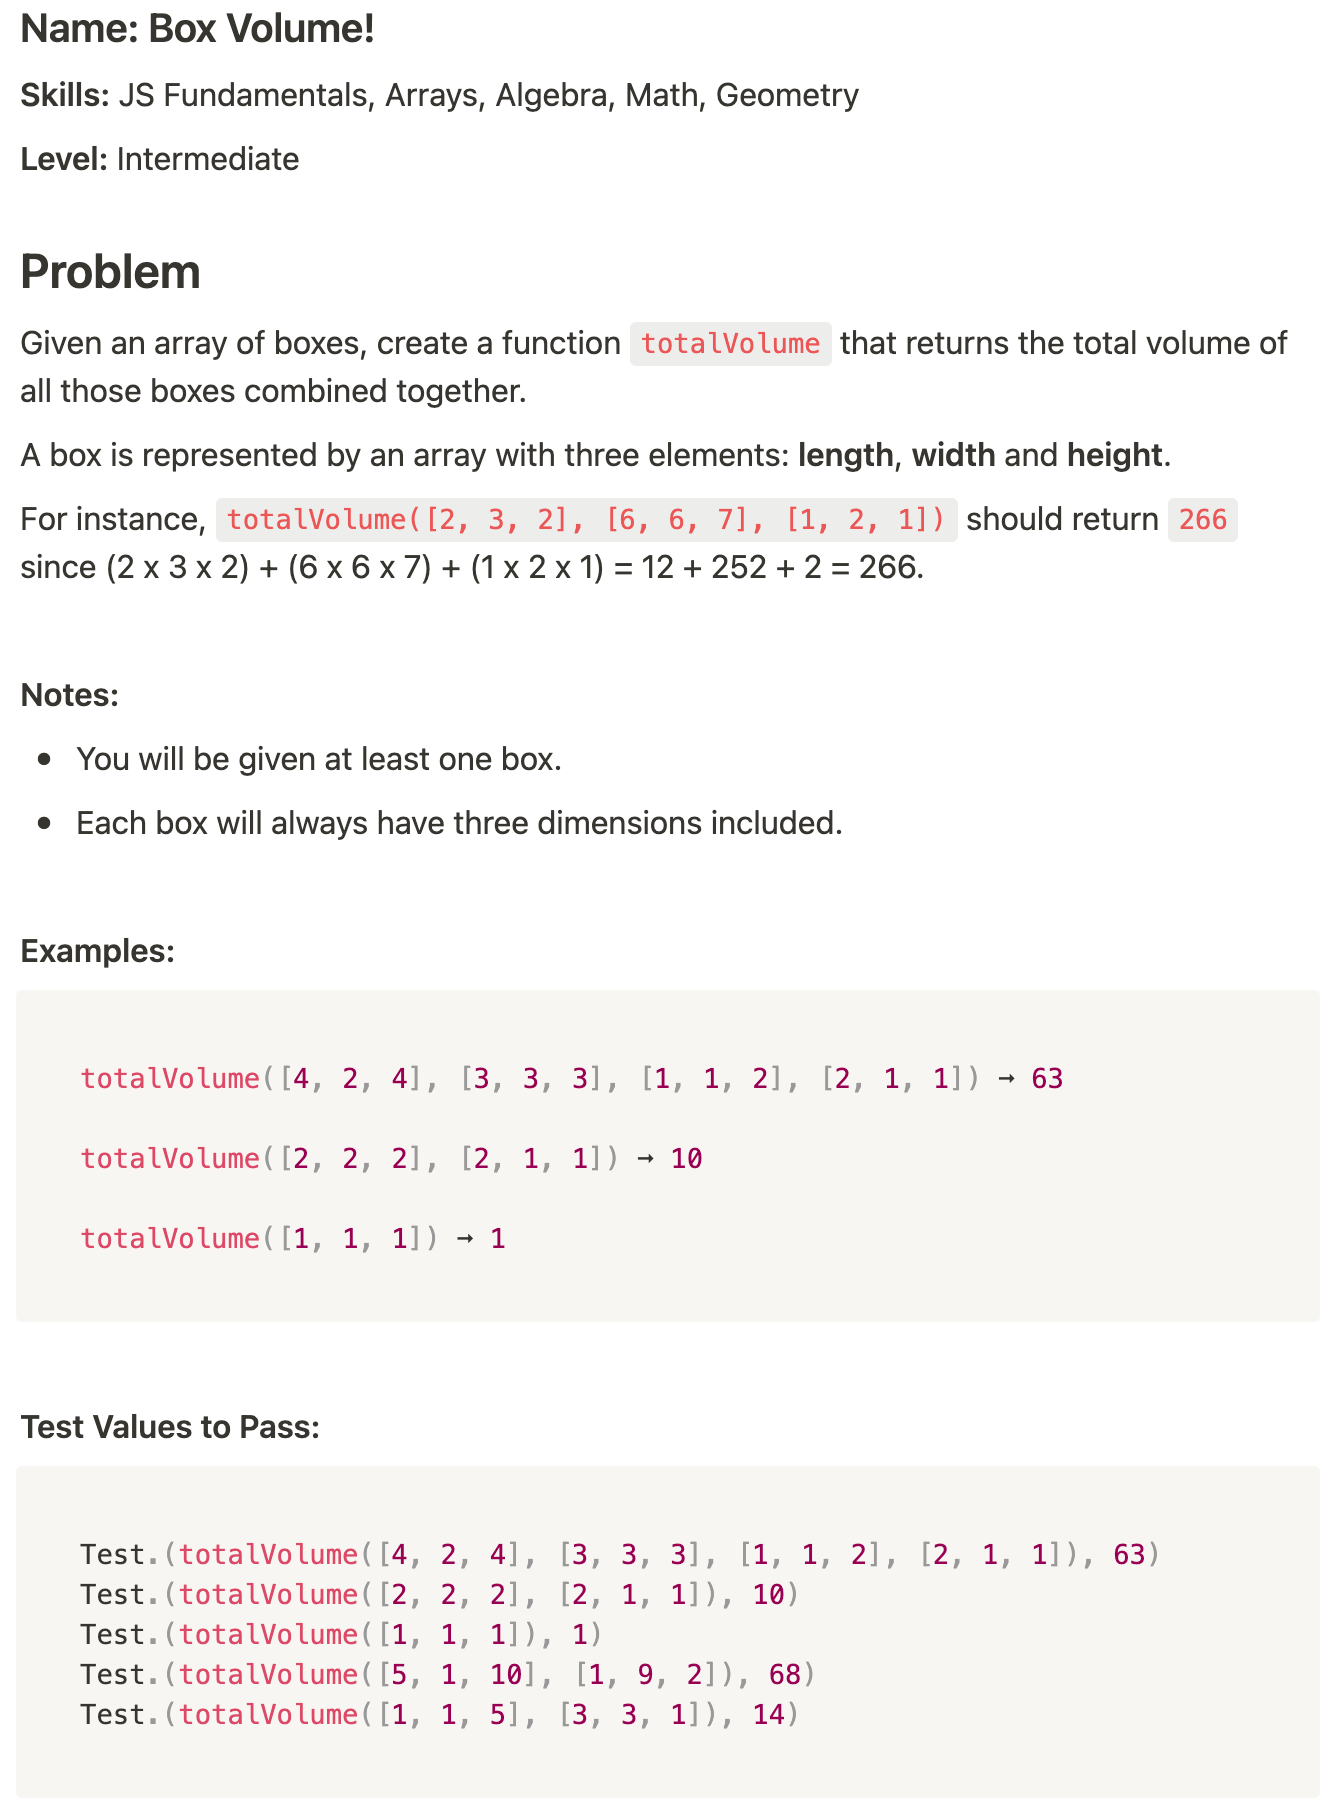 Name: Box Volume!
Skills: JS Fundamentals, Arrays, Algebra, Math, Geometry
Level: Intermediate
Problem
Given an array of boxes, create a function totalVolume that returns the total volume of
all those boxes combined together.
A box is represented by an array with three elements: length, width and height.
For instance, totalVolume([2, 3, 2], [6, 6, 7], [1, 2, 1]) should return 266
since (2 x 3 x 2) + (6 x 6 x 7) + (1 x 2 x 1) = 12 + 252 + 2 = 266.
Notes:
• You will be given at least one box.
• Each box will always have three dimensions included.
Examples:
totalVolume([4, 2, 4], [3, 3, 3], [1, 1, 2], [2, 1, 1]) → 63
totalVolume([2, 2, 2], [2, 1, 1]) → 10
totalVolume([1, 1, 1]) → 1
Test Values to Pass:
Test.(totalVolume([4, 2, 4], [3, 3, 3], [1, 1, 2], [2, 1, 1]), 63)
Test.(totalVolume([2, 2, 2], [2, 1, 1]), 10)
Test.(totalVolume([1, 1, 1]), 1)
Test.(totalVolume([5, 1, 10], [1, 9, 2]), 68)
Test.(totalVolume([1, 1, 5], [3, 3, 1]), 14)